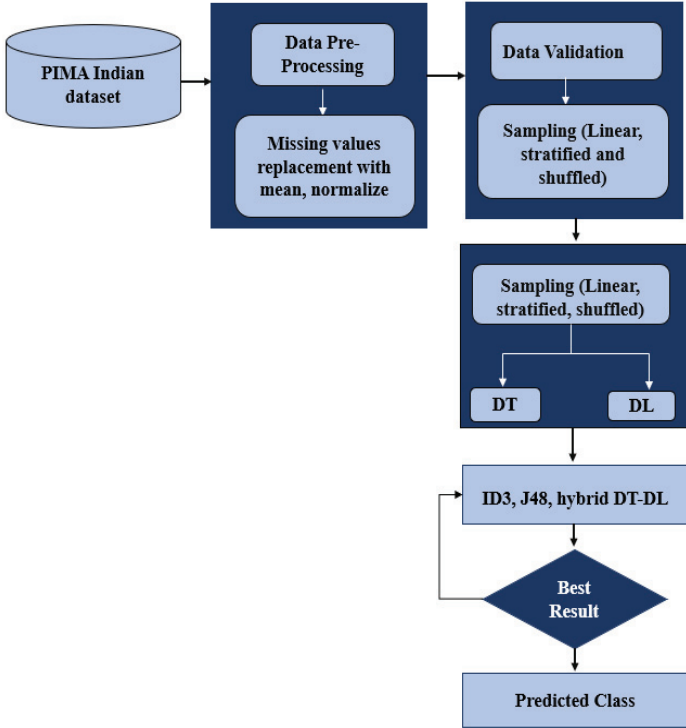 PIMA Indian
dataset
Data Pre-
Processing
Missing values
replacement with
mean, normalize
Data Validation
Sampling (Linear,
stratified and
shuffled)
Sampling (Linear,
stratified, shuffled)
DT
DL
ID3, J48, hybrid DT-DL
Best
Result
Predicted Class